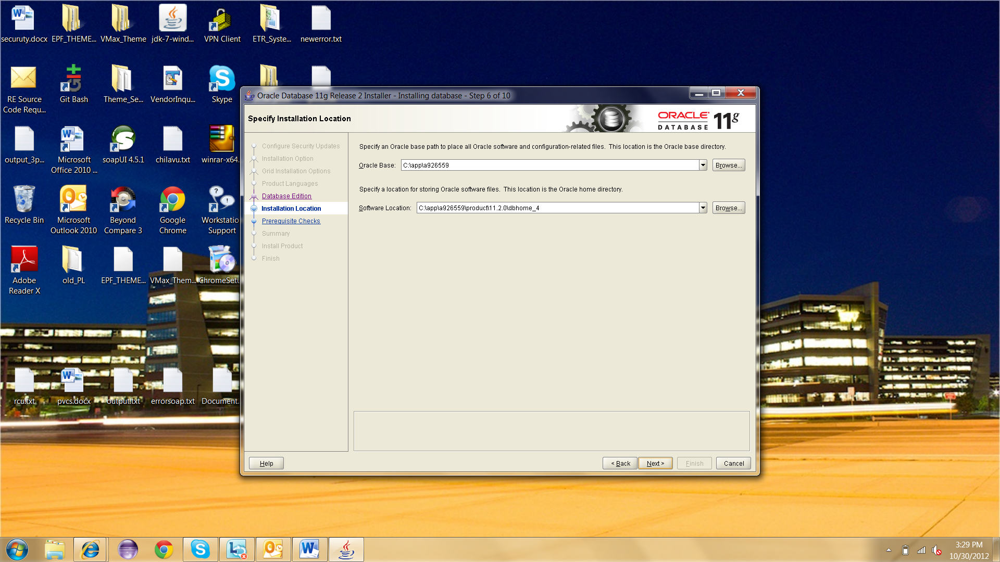 securuty.docx
EPF_THEME...
VMax_Theme
jdk-7-wind...
VPN Client
ETR_Syste...
newerror.txt
RE Source
Code Requ...
Git Bash
Theme_Se...
VendorInqu...
Skype
output_3p...
Microsoft
Office 2010 ...
soapUI 4.5.1
chilavu.txt
winrar-x64.
Recycle Bin
Microsoft
Outlook 2010
Beyond
Compare 3
Google
Chrome
Workstatio
Support
Adobe
Reader X
old_PL
EPF_THEME...
VMax_Them...
ChromeSetu
rcu.txt
pvcs.docx
output.txt
errorsoap.txt
Document.
Oracle Database 11g Release 2 Installer - Installing database - Step 6 of 10
Specify Installation Location
ORACLE
DATABASE 11g
Configure Security Updates
Installation Option
Grid Installation Options
Product Languages
Database Edition
Installation Location
Prerequisite Checks
Summary
Install Product
Finish
Specify an Oracle base path to place all Oracle software and configuration-related files. This location is the Oracle base directory.
Oracle Base: C:\app\a926559 Browse...
Specify a location for storing Oracle software files. This location is the Oracle home directory.
Software Location: C:\app\a926559\product\11.2.0\dbhome_4 Browse...
Help < Back Next > Finish Cancel
3:29 PM
10/30/2012